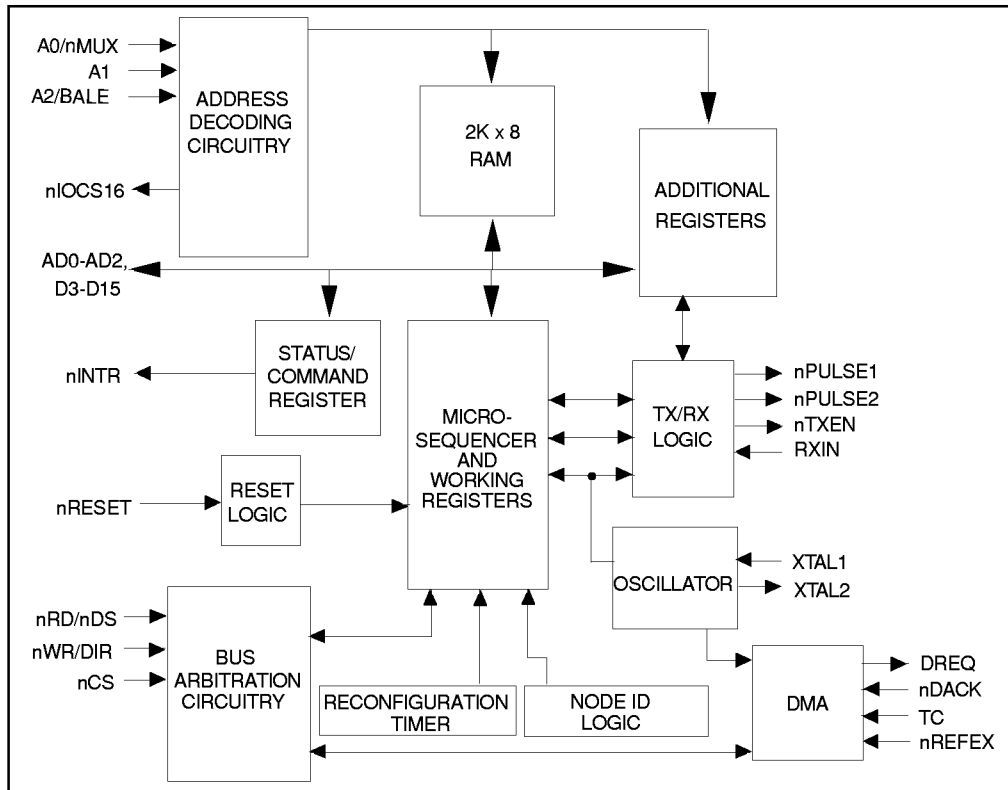 A0/nMUX
A1
A2/BALE
nIOCS16
AD0-AD2,
D3-D15
nINTR
nRESET
nRD/nDS
nWR/DIR
nCS
ADDRESS
DECODING
CIRCUITRY
2K x 8
RAM
ADDITIONAL
REGISTERS
STATUS/
COMMAND
REGISTER
MICRO-
SEQUENCER
AND
WORKING
REGISTERS
TX/RX
LOGIC
nPULSE1
nPULSE2
nTXEN
RXIN
RESET
LOGIC
OSCILLATOR
XTAL1
XTAL2
BUS
ARBITRATION
CIRCUITRY
RECONFIGURATION
TIMER
NODE ID
LOGIC
DMA
DREQ
nDACK
TC
nREFEX